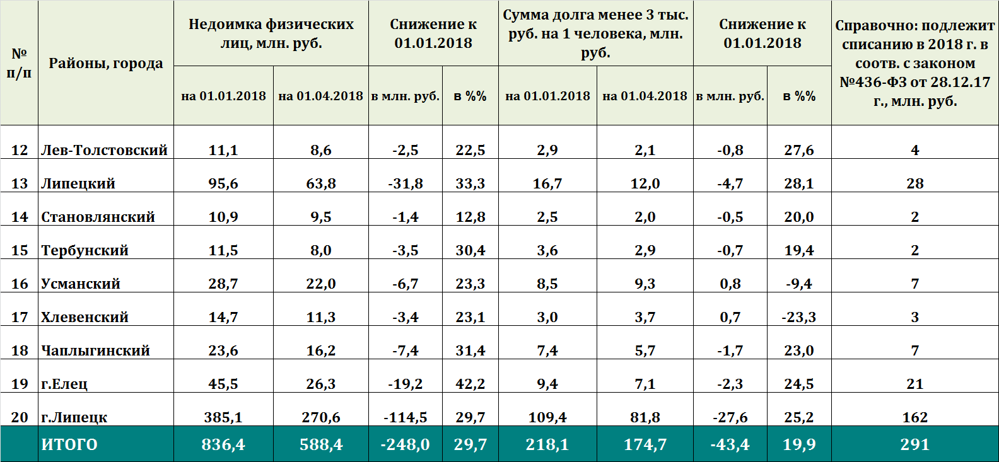 №
п/п
Районы, города
Недоимка физических
лиц, млн. руб.
Снижение к
01.01.2018
Сумма долга менее 3 тыс.
руб. на 1 человека, млн.
руб.
Снижение к
01.01.2018
Справочно: подлежит
списанию в 2018 г. в
соотв. с законом
№436-ФЗ от 28.12.17
г., млн. руб.
на 01.01.2018 на 01.04.2018 в млн. руб. в %% на 01.01.2018 на 01.04.2018 в млн. руб. в %%
12 Лев-Толстовский 11,1 8,6 -2,5 22,5 2,9 2,1 -0,8 27,6 4
13 Липецкий 95,6 63,8 -31,8 33,3 16,7 12,0 -4,7 28,1 28
14 Становлянский 10,9 9,5 -1,4 12,8 2,5 2,0 -0,5 20,0 2
15 Тербунский 11,5 8,0 -3,5 30,4 3,6 2,9 -0,7 19,4 2
16 Усманский 28,7 22,0 -6,7 23,3 8,5 9,3 0,8 -9,4 7
17 Хлевенский 14,7 11,3 -3,4 23,1 3,0 3,7 0,7 -23,3 3
18 Чаплыгинский 23,6 16,2 -7,4 31,4 7,4 5,7 -1,7 23,0 7
19 г.Елец 45,5 26,3 -19,2 42,2 9,4 7,1 -2,3 24,5 21
20 г.Липецк 385,1 270,6 -114,5 29,7 109,4 81,8 -27,6 25,2 162
ИТОГО 836,4 588,4 -248,0 29,7 218,1 174,7 -43,4 19,9 291